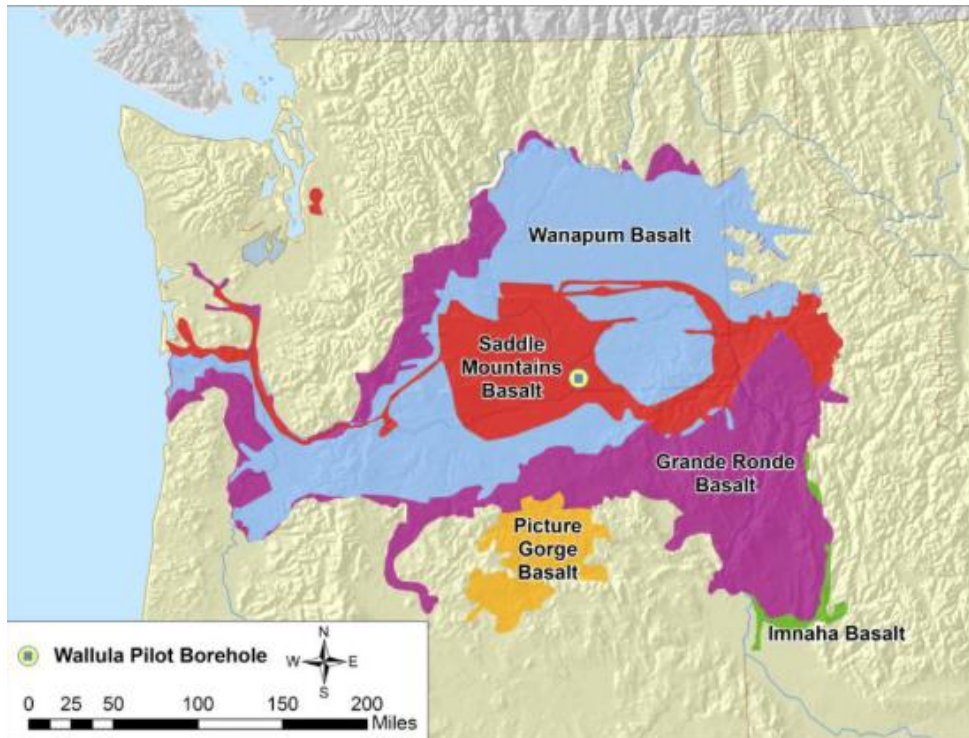 Wanapum Basalt
Saddle
Mountains
Basalt
Grande Ronde
Basalt
Picture
Gorge
Basalt
Imnaha Basalt
Wallula Pilot Borehole
N
W E
S
0 25 50 100 150 200
Miles